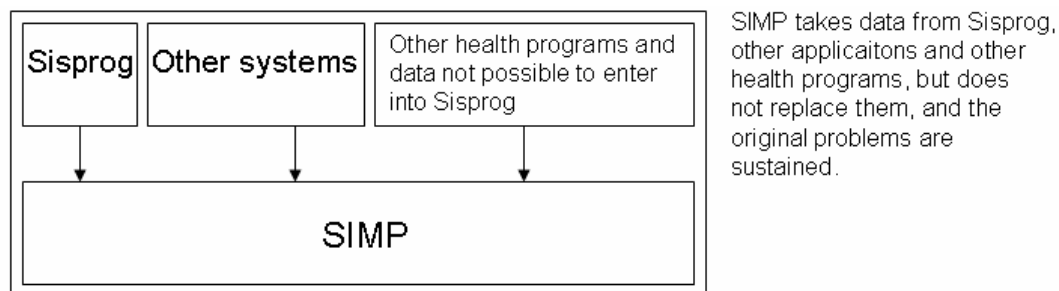 Sisprog
Other systems
Other health programs and
data not possible to enter
into Sisprog
SIMP
SIMP takes data from Sisprog,
other applicaitons and other
health programs, but does
not replace them, and the
original problems are
sustained.